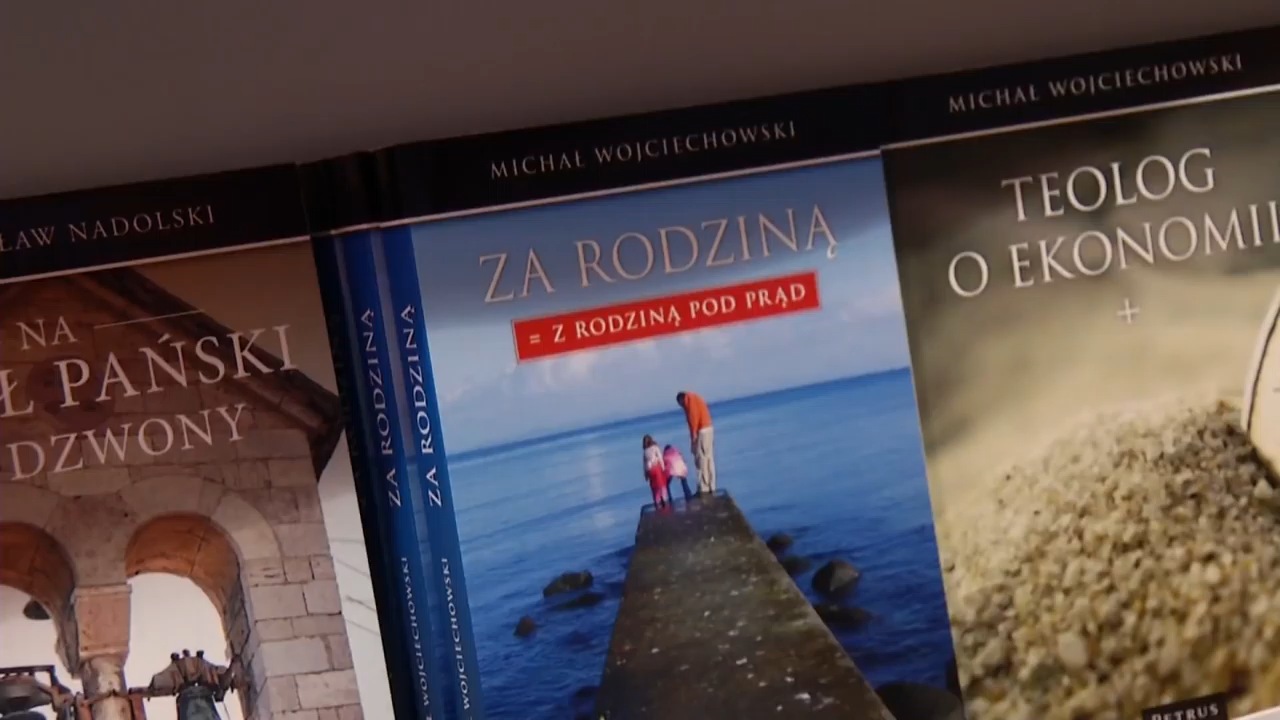 NADOLSKI
NA
PAŃSKI
DZWONY
ZA RODZINĄ
ZA RODZINĄ
WOJCIECHOWSKI
WOJCIECHOWSKI
MICHAŁ WOJCIECHOWSKI
ZA RODZINĄ
= Z RODZINĄ POD PRĄD
MICHAŁ WOJCIECHOWSKI
TEOLOG
O EKONOMII
+
PETRUS